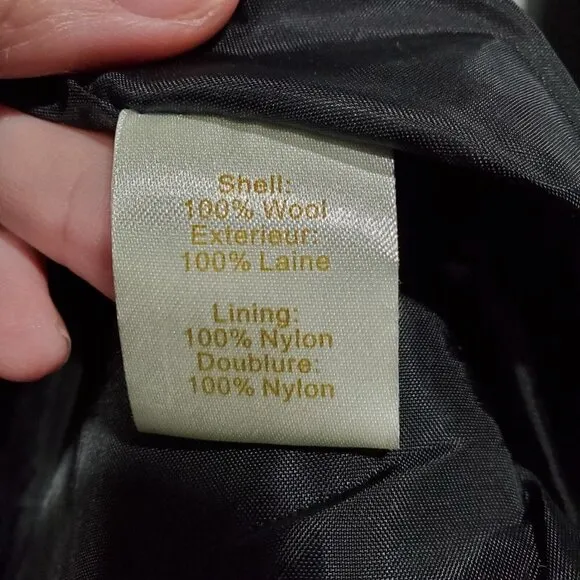 Shell:
100% Wool
Exterieur:
100% Laine
Lining:
100% Nylon
Doublure:
100% Nylon